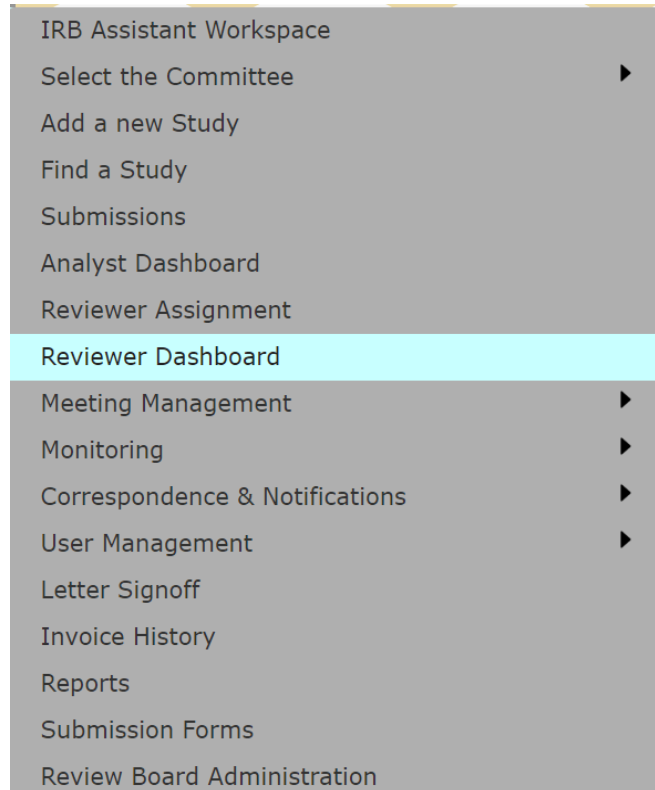 IRB Assistant Workspace
Select the Committee
Add a new Study
Find a Study
Submissions
Analyst Dashboard
Reviewer Assignment
Reviewer Dashboard
Meeting Management
Monitoring
Correspondence & Notifications
User Management
Letter Signoff
Invoice History
Reports
Submission Forms
Review Board Administration